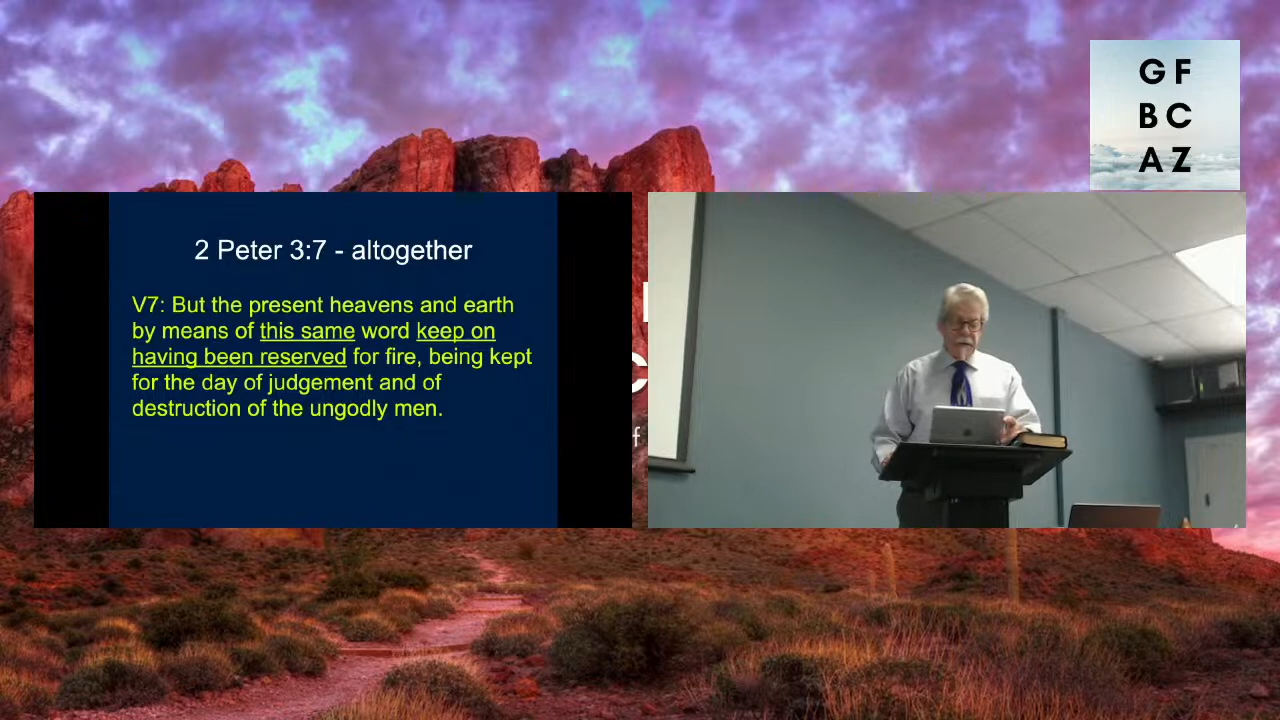 G F
B C
A Z
2 Peter 3:7 - altogether
V7: But the present heavens and earth
by means of this same word keep on
having been reserved for fire, being kept
for the day of judgement and of
destruction of the ungodly men.
f